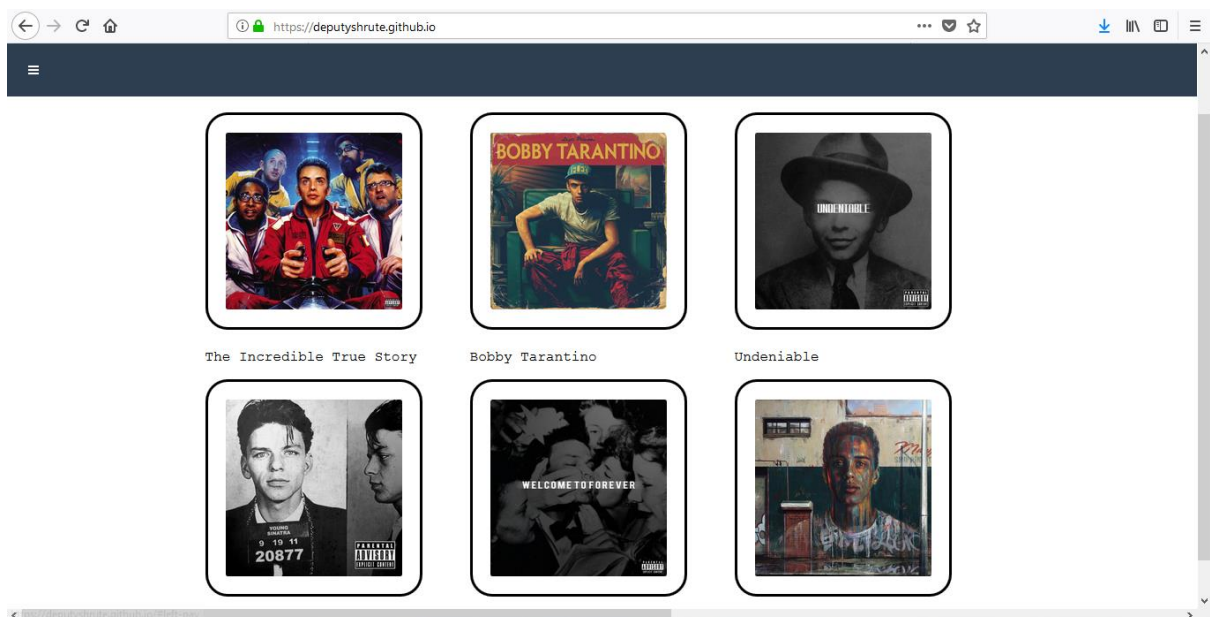 https://deputyshrute.github.io
BOBBY TARANTINO
UNDENIABLE
PARENTAL
The Incredible True Story
Bobby Tarantino
Undeniable
YOUNG
SINATRA
9 19 11
20877
PARENTAL
ADVISORY
EXPLICIT CONTENT
WELCOME TO FOREVER